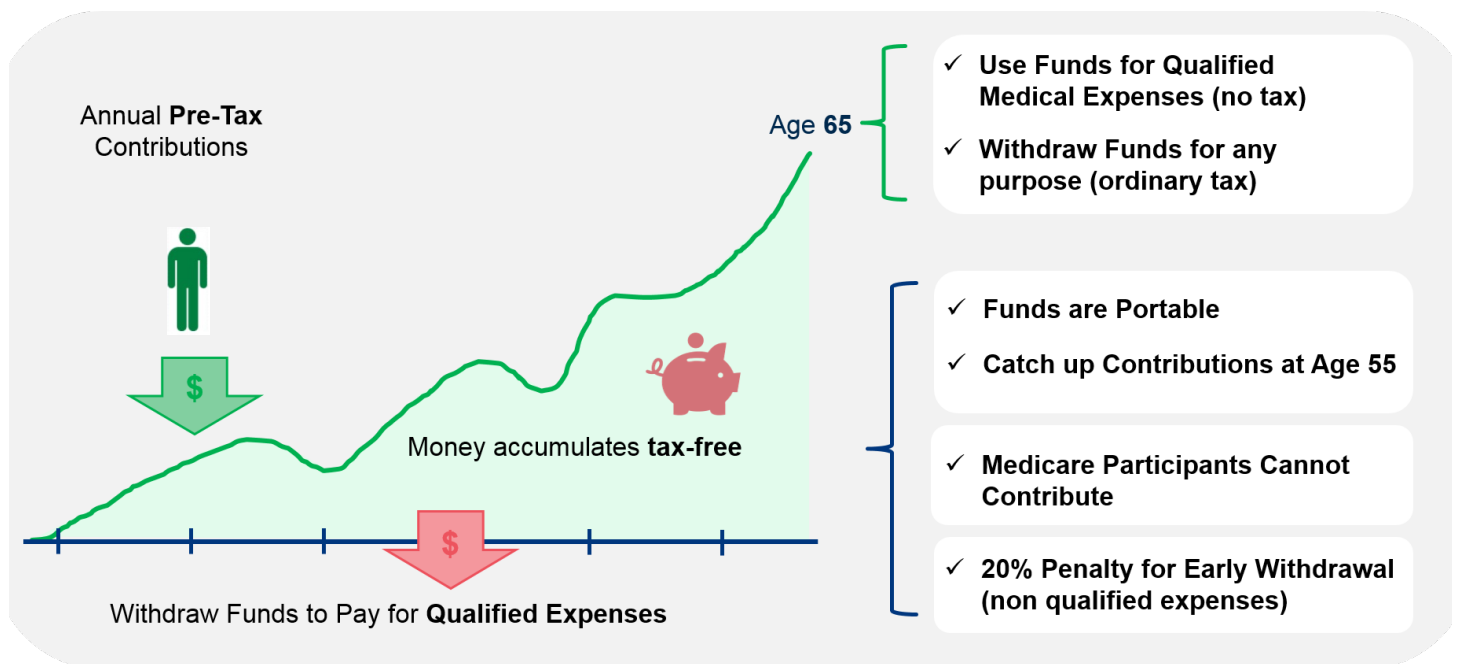 Annual Pre-Tax
Contributions
$
Money accumulates tax-free
$
Withdraw Funds to Pay for Qualified Expenses
Age 65
✓ Use Funds for Qualified
Medical Expenses (no tax)
✓ Withdraw Funds for any
purpose (ordinary tax)
✓ Funds are Portable
✓ Catch up Contributions at Age 55
✓ Medicare Participants Cannot
Contribute
✓ 20% Penalty for Early Withdrawal
(non qualified expenses)